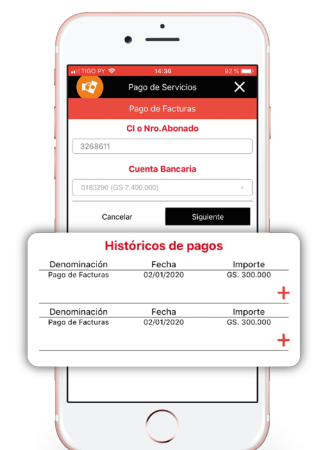 TIGO PY 14:36 92 %
Pago de Servicios
Pago de Facturas
CI o Nro.Abonado
3268611
Cuenta Bancaria
0183290 (GS 7.400.000)
Cancelar Siguiente
Históricos de pagos
Denominación Fecha Importe
Pago de Facturas 02/01/2020 GS. 300.000
+
Denominación Fecha Importe
Pago de Facturas 02/01/2020 GS. 300.000
+